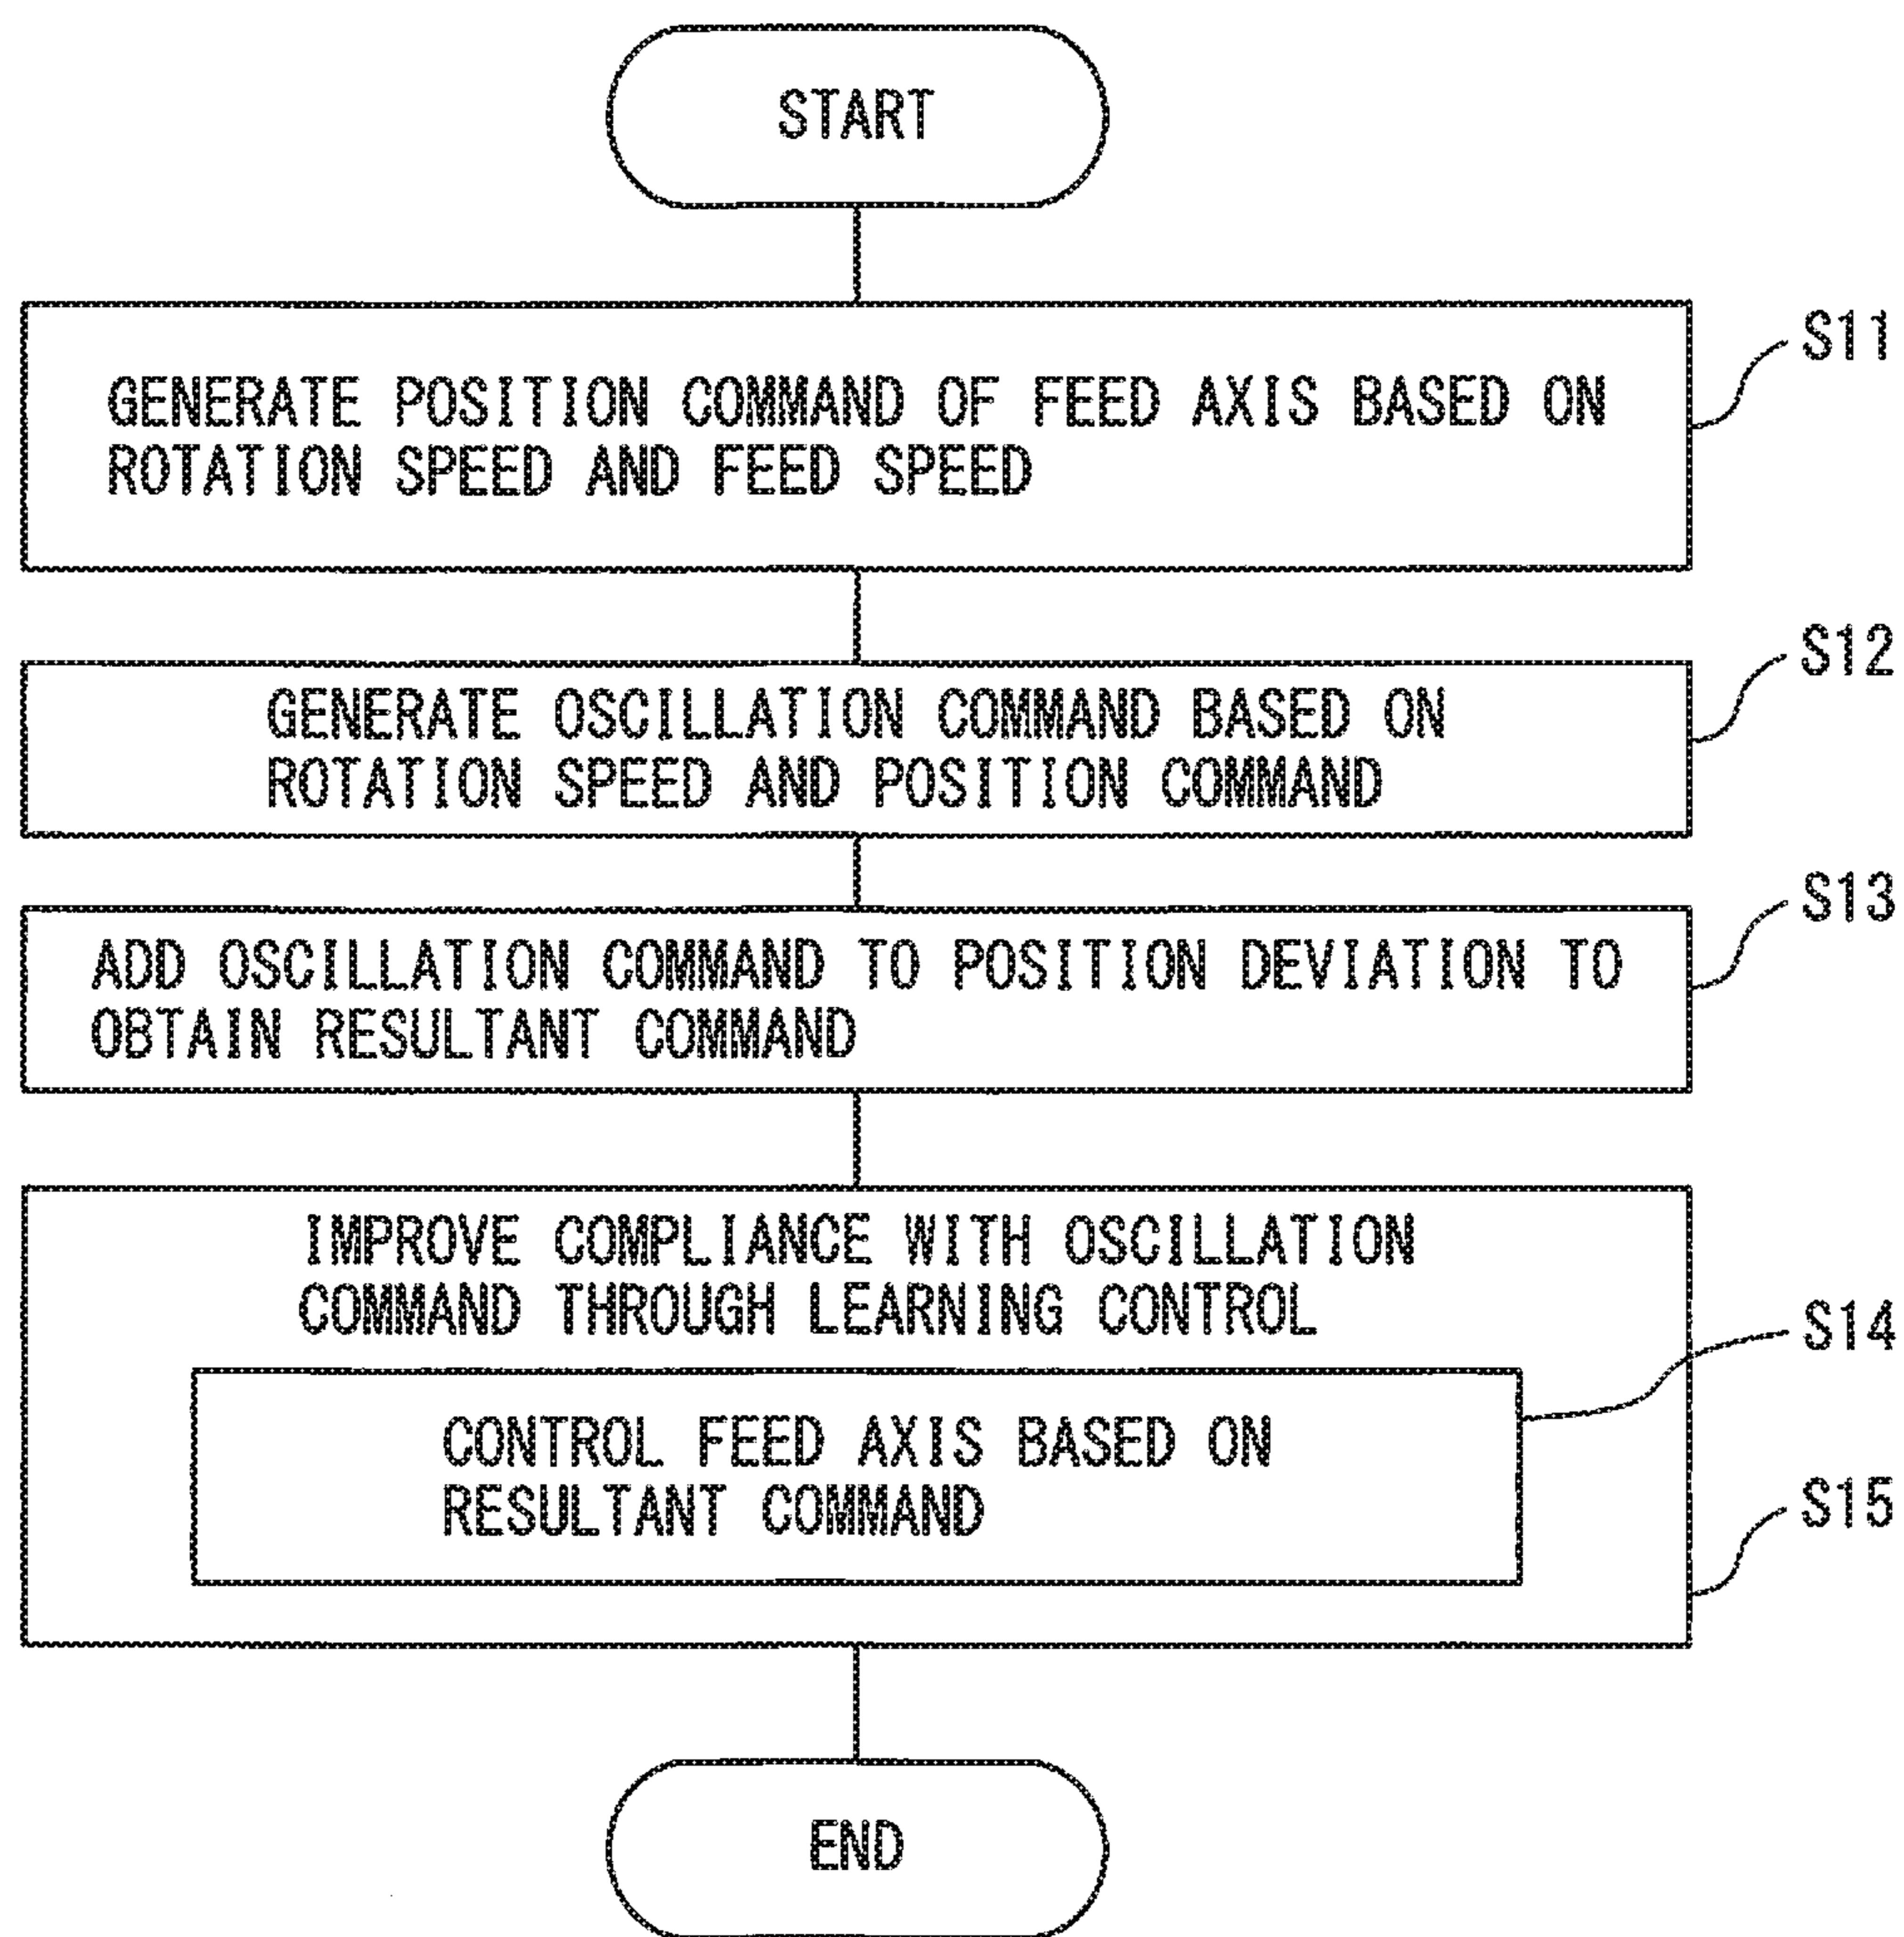 START
GENERATE POSITION COMMAND OF FEED AXIS BASED ON
ROTATION SPEED AND FEED SPEED
S11
GENERATE OSCILLATION COMMAND BASED ON
ROTATION SPEED AND POSITION COMMAND
S12
ADD OSCILLATION COMMAND TO POSITION DEVIATION TO
OBTAIN RESULTANT COMMAND
S13
IMPROVE COMPLIANCE WITH OSCILLATION
COMMAND THROUGH LEARNING CONTROL
S14
CONTROL FEED AXIS BASED ON
RESULTANT COMMAND
S15
END